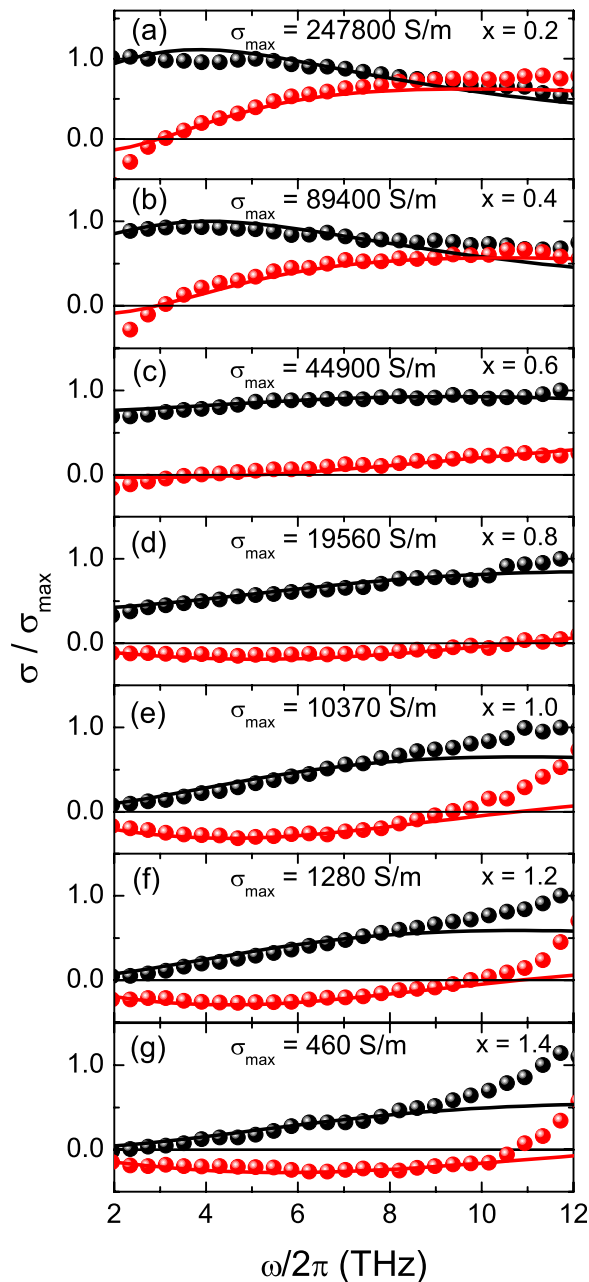 (a) σmax = 247800 S/m x = 0.2
1.0
0.0
(b) σmax = 89400 S/m x = 0.4
1.0
0.0
(c) σmax = 44900 S/m x = 0.6
1.0
0.0
(d) σmax = 19560 S/m x = 0.8
1.0
0.0
σ / σmax
(e) σmax = 10370 S/m x = 1.0
1.0
0.0
(f) σmax = 1280 S/m x = 1.2
1.0
0.0
(g) σmax = 460 S/m x = 1.4
1.0
0.0
2 4 6 8 10 12
ω/2π (THz)